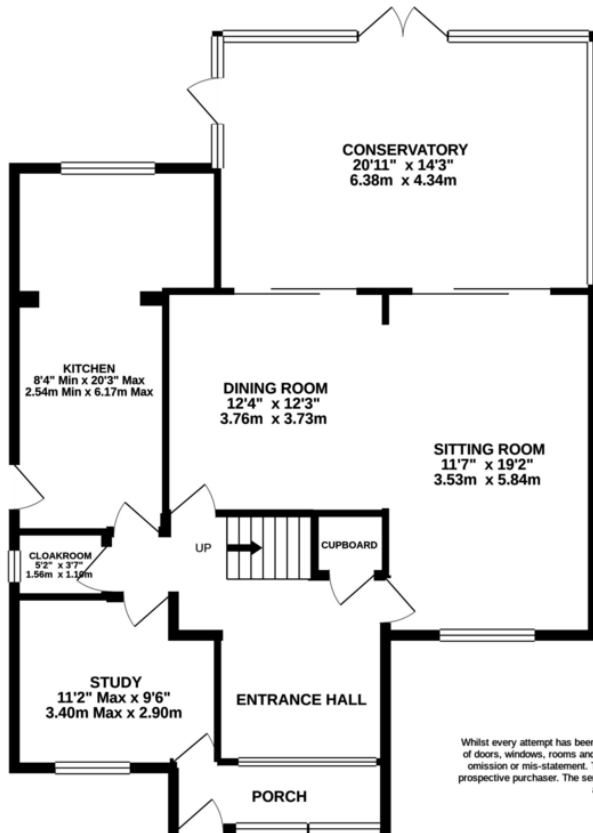 CONSERVATORY
20'11" x 14'3"
6.38m x 4.34m
KITCHEN
8'4" Min x 20'3" Max
2.54m Min x 6.17m Max
DINING ROOM
12'4" x 12'3"
3.76m x 3.73m
SITTING ROOM
11'7" x 19'2"
3.53m x 5.84m
UP
CUPBOARD
CLOAKROOM
5'2" x 3'7"
1.56m x 1.10m
STUDY
11'2" Max x 9'6"
3.40m Max x 2.90m
ENTRANCE HALL
PORCH
Whilst every attempt has been
of doors, windows, rooms and
omission or mis-statement.
prospective purchaser. The